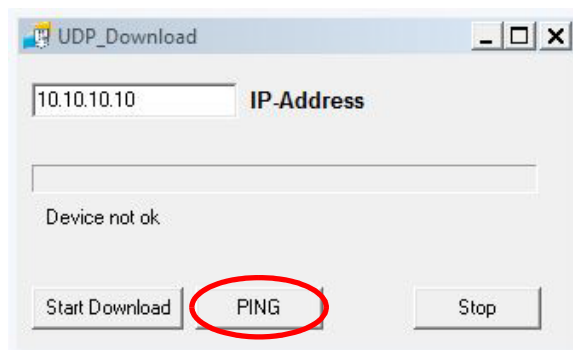 UDP_Download
10.10.10.10 IP-Address
Device not ok
Start Download PING Stop